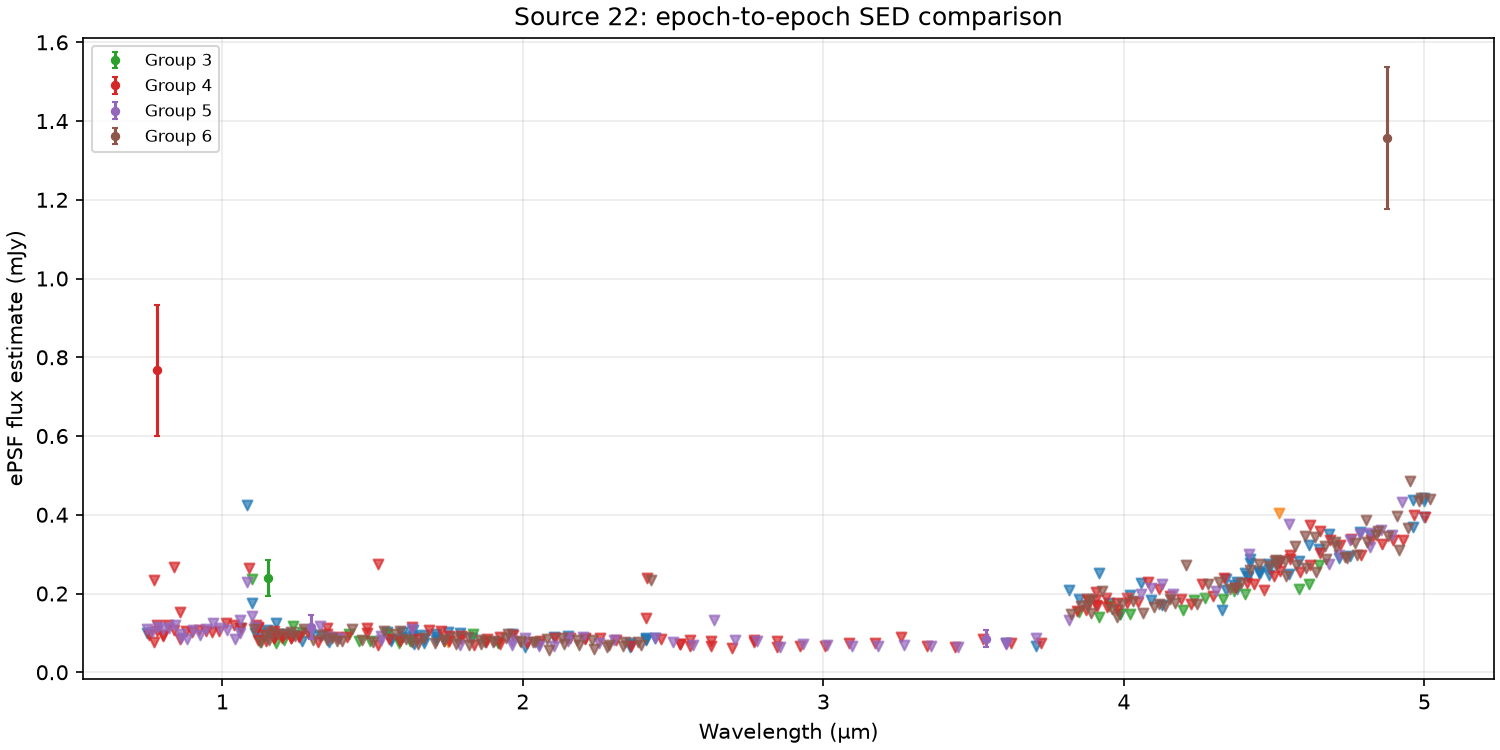 Source 22: epoch-to-epoch SED comparison
Group 3
Group 4
Group 5
Group 6
ePSF flux estimate (mJy)
1.6
1.4
1.2
1.0
0.8
0.6
0.4
0.2
0.0
1 2 3 4 5
Wavelength (μm)